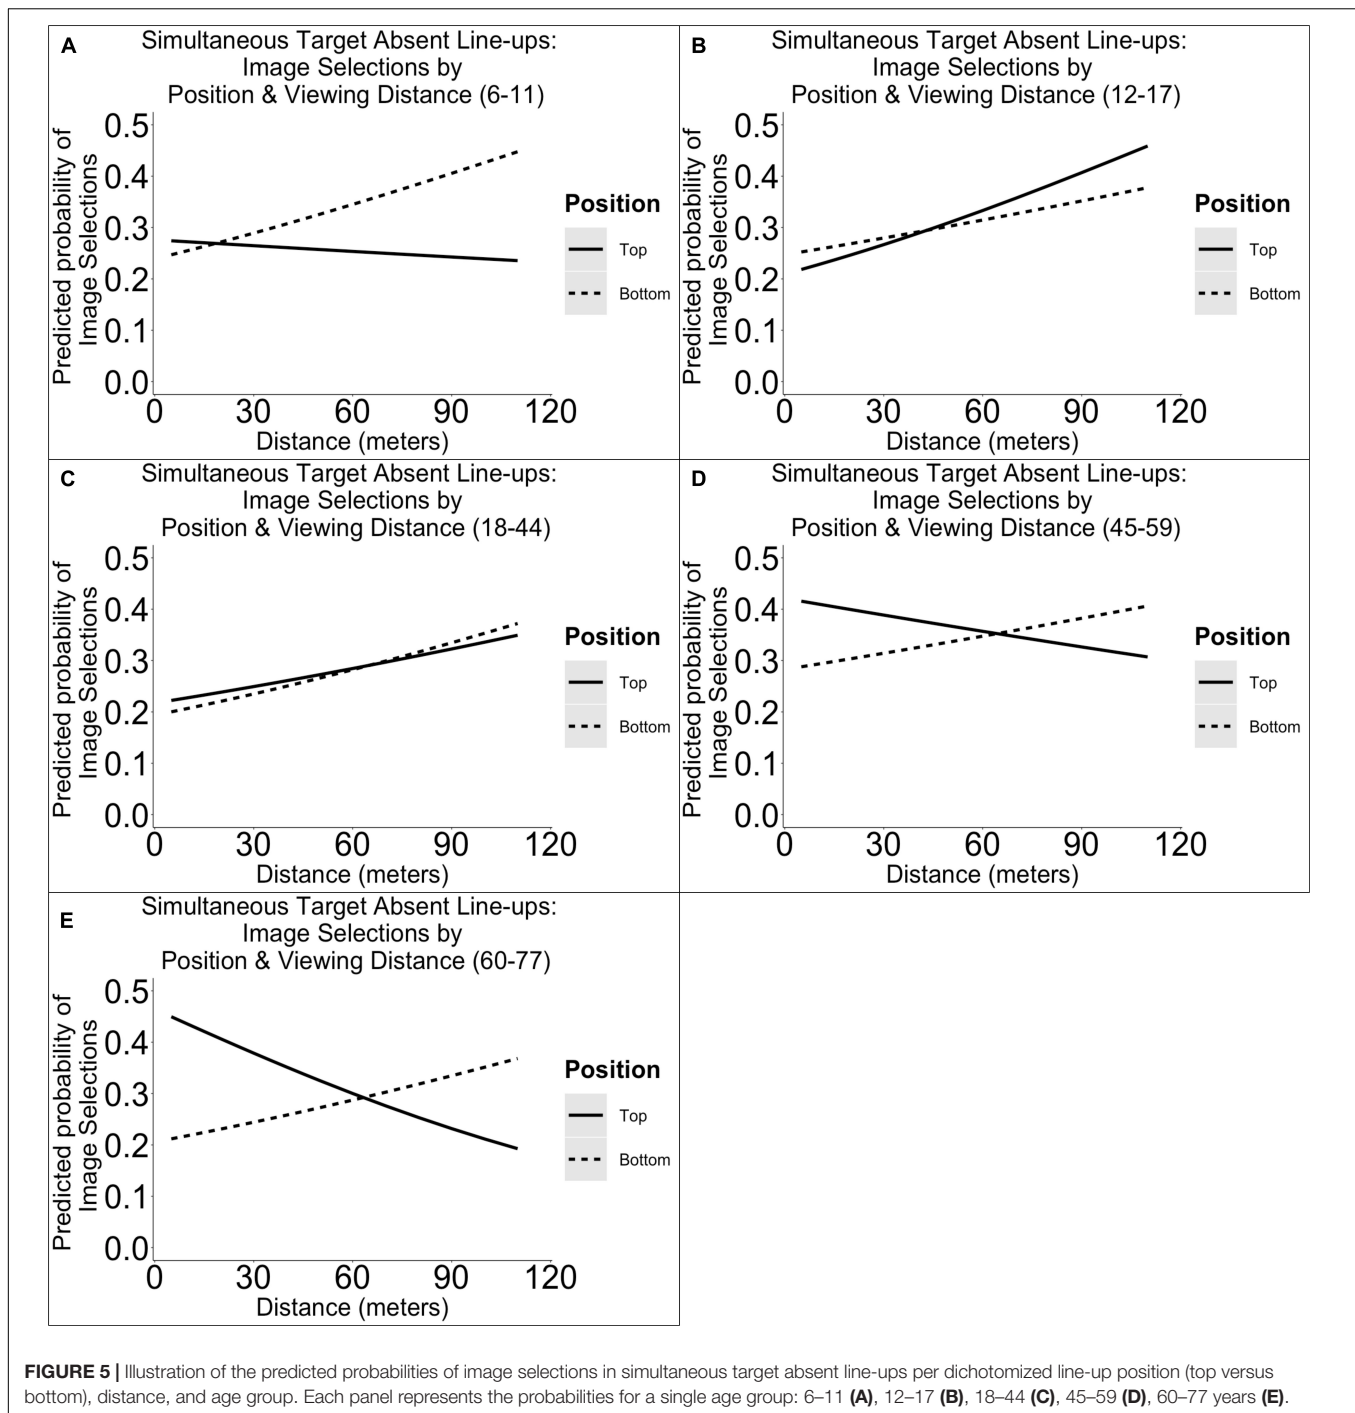 A
Simultaneous Target Absent Line-ups:
Image Selections by
Position & Viewing Distance (6-11)
Predicted probability of
Image Selections
0.5
0.4
0.3
0.2
0.1
0.0
0 30 60 90 120
Distance (meters)
Position
Top
Bottom
B
Simultaneous Target Absent Line-ups:
Image Selections by
Position & Viewing Distance (12-17)
Predicted probability of
Image Selections
0.5
0.4
0.3
0.2
0.1
0.0
0 30 60 90 120
Distance (meters)
Position
Top
Bottom
C
Simultaneous Target Absent Line-ups:
Image Selections by
Position & Viewing Distance (18-44)
Predicted probability of
Image Selections
0.5
0.4
0.3
0.2
0.1
0.0
0 30 60 90 120
Distance (meters)
Position
Top
Bottom
D
Simultaneous Target Absent Line-ups:
Image Selections by
Position & Viewing Distance (45-59)
Predicted probability of
Image Selections
0.5
0.4
0.3
0.2
0.1
0.0
0 30 60 90 120
Distance (meters)
Position
Top
Bottom
E
Simultaneous Target Absent Line-ups:
Image Selections by
Position & Viewing Distance (60-77)
Predicted probability of
Image Selections
0.5
0.4
0.3
0.2
0.1
0.0
0 30 60 90 120
Distance (meters)
Position
Top
Bottom
FIGURE 5 | Illustration of the predicted probabilities of image selections in simultaneous target absent line-ups per dichotomized line-up position (top versus
bottom), distance, and age group. Each panel represents the probabilities for a single age group: 6–11 (A), 12–17 (B), 18–44 (C), 45–59 (D), 60–77 years (E).